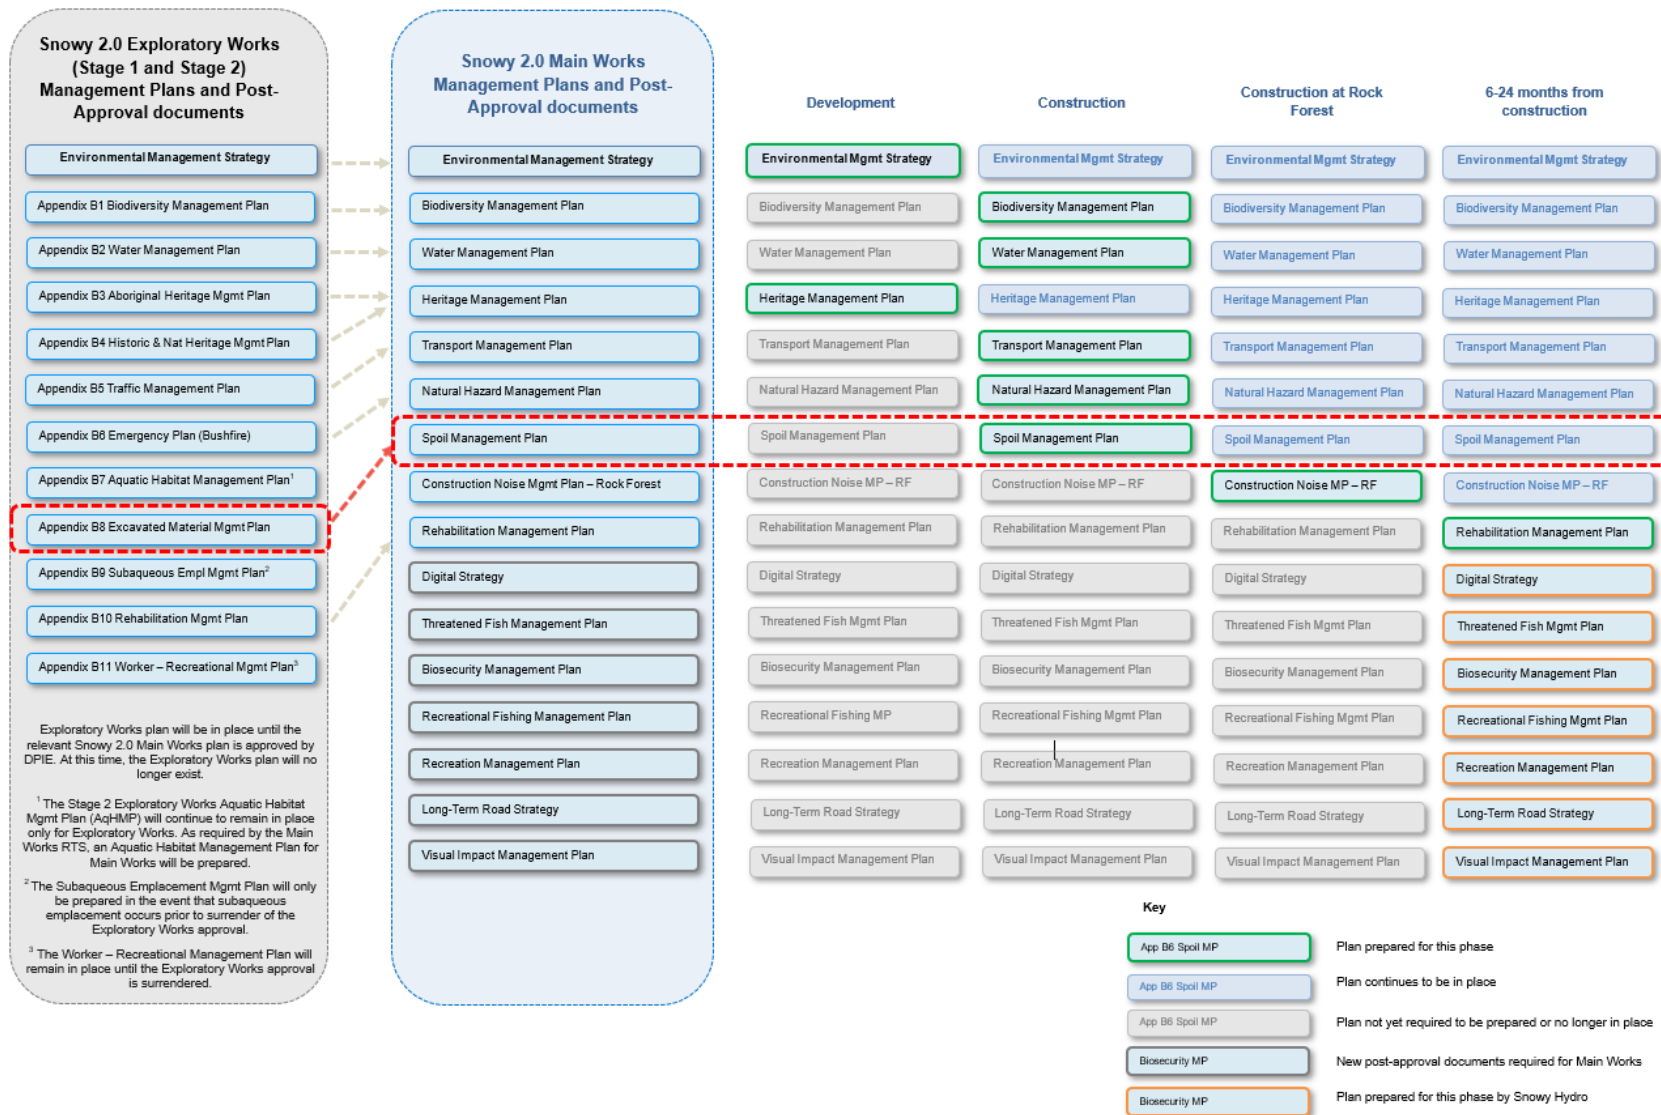 Snowy 2.0 Exploratory Works
(Stage 1 and Stage 2)
Management Plans and Post-
Approval documents
Environmental Management Strategy
Appendix B1 Biodiversity Management Plan
Appendix B2 Water Management Plan
Appendix B3 Aboriginal Heritage Mgmt Plan
Appendix B4 Historic & Nat Heritage Mgmt Plan
Appendix B5 Traffic Management Plan
Appendix B6 Emergency Plan (Bushfire)
Appendix B7 Aquatic Habitat Management Plan1
Appendix B8 Excavated Material Mgmt Plan
Appendix B9 Subaqueous Empl Mgmt Plan2
Appendix B10 Rehabilitation Mgmt Plan
Appendix B11 Worker – Recreational Mgmt Plan3
Exploratory Works plan will be in place until the
relevant Snowy 2.0 Main Works plan is approved by
DPIE. At this time, the Exploratory Works plan will no
longer exist.
1 The Stage 2 Exploratory Works Aquatic Habitat
Mgmt Plan (AqHMP) will continue to remain in place
only for Exploratory Works. As required by the Main
Works RTS, an Aquatic Habitat Management Plan for
Main Works will be prepared.
2 The Subaqueous Emplacement Mgmt Plan will only
be prepared in the event that subaqueous
emplacement occurs prior to surrender of the
Exploratory Works approval.
3 The Worker – Recreational Management Plan will
remain in place until the Exploratory Works approval
is surrendered.
Snowy 2.0 Main Works
Management Plans and Post-
Approval documents
Environmental Management Strategy
Biodiversity Management Plan
Water Management Plan
Heritage Management Plan
Transport Management Plan
Natural Hazard Management Plan
Spoil Management Plan
Construction Noise Mgmt Plan – Rock Forest
Rehabilitation Management Plan
Digital Strategy
Threatened Fish Management Plan
Biosecurity Management Plan
Recreational Fishing Management Plan
Recreation Management Plan
Long-Term Road Strategy
Visual Impact Management Plan
Development
Environmental Mgmt Strategy
Biodiversity Management Plan
Water Management Plan
Heritage Management Plan
Transport Management Plan
Natural Hazard Management Plan
Spoil Management Plan
Construction Noise MP – RF
Rehabilitation Management Plan
Digital Strategy
Threatened Fish Mgmt Plan
Biosecurity Management Plan
Recreational Fishing MP
Recreation Management Plan
Long-Term Road Strategy
Visual Impact Management Plan
Construction
Environmental Mgmt Strategy
Biodiversity Management Plan
Water Management Plan
Heritage Management Plan
Transport Management Plan
Natural Hazard Management Plan
Spoil Management Plan
Construction Noise MP – RF
Rehabilitation Management Plan
Digital Strategy
Threatened Fish Mgmt Plan
Biosecurity Management Plan
Recreational Fishing Mgmt Plan
Recreation Management Plan
Long-Term Road Strategy
Visual Impact Management Plan
Construction at Rock
Forest
Environmental Mgmt Strategy
Biodiversity Management Plan
Water Management Plan
Heritage Management Plan
Transport Management Plan
Natural Hazard Management Plan
Spoil Management Plan
Construction Noise MP – RF
Rehabilitation Management Plan
Digital Strategy
Threatened Fish Mgmt Plan
Biosecurity Management Plan
Recreational Fishing Mgmt Plan
Recreation Management Plan
Long-Term Road Strategy
Visual Impact Management Plan
6-24 months from
construction
Environmental Mgmt Strategy
Biodiversity Management Plan
Water Management Plan
Heritage Management Plan
Transport Management Plan
Natural Hazard Management Plan
Spoil Management Plan
Construction Noise MP – RF
Rehabilitation Management Plan
Digital Strategy
Threatened Fish Mgmt Plan
Biosecurity Management Plan
Recreational Fishing Mgmt Plan
Recreation Management Plan
Long-Term Road Strategy
Visual Impact Management Plan
Key
App B6 Spoil MP
Plan prepared for this phase
App B6 Spoil MP
Plan continues to be in place
App B6 Spoil MP
Plan not yet required to be prepared or no longer in place
Biosecurity MP
New post-approval documents required for Main Works
Biosecurity MP
Plan prepared for this phase by Snowy Hydro